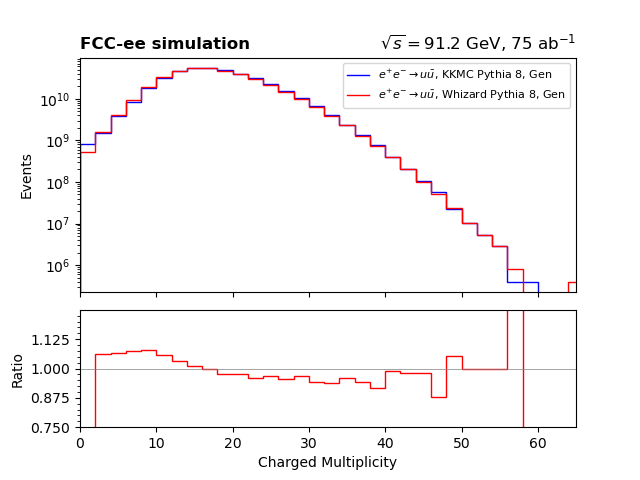 FCC-ee simulation
√s = 91.2 GeV, 75 ab⁻¹
e⁺e⁻ → uū, KKMC Pythia 8, Gen
e⁺e⁻ → uū, Whizard Pythia 8, Gen
Events
10¹⁰
10⁹
10⁸
10⁷
10⁶
Ratio
1.125
1.000
0.875
0.750
0 10 20 30 40 50 60
Charged Multiplicity